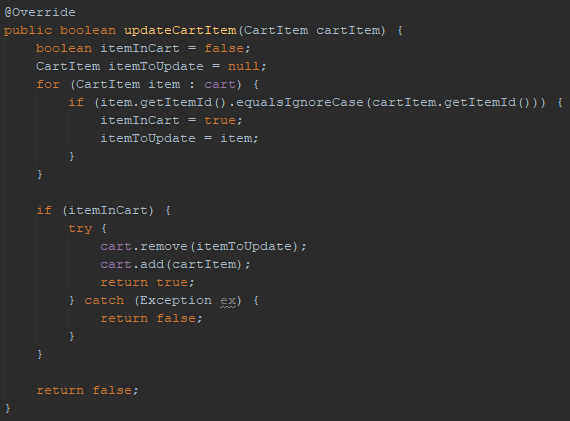 @Override
public boolean updateCartItem(CartItem cartItem) {
    boolean itemInCart = false;
    CartItem itemToUpdate = null;
    for (CartItem item : cart) {
        if (item.getItemId().equalsIgnoreCase(cartItem.getItemId())) {
            itemInCart = true;
            itemToUpdate = item;
        }
    }

    if (itemInCart) {
        try {
            cart.remove(itemToUpdate);
            cart.add(cartItem);
            return true;
        } catch (Exception ex) {
            return false;
        }
    }

    return false;
}